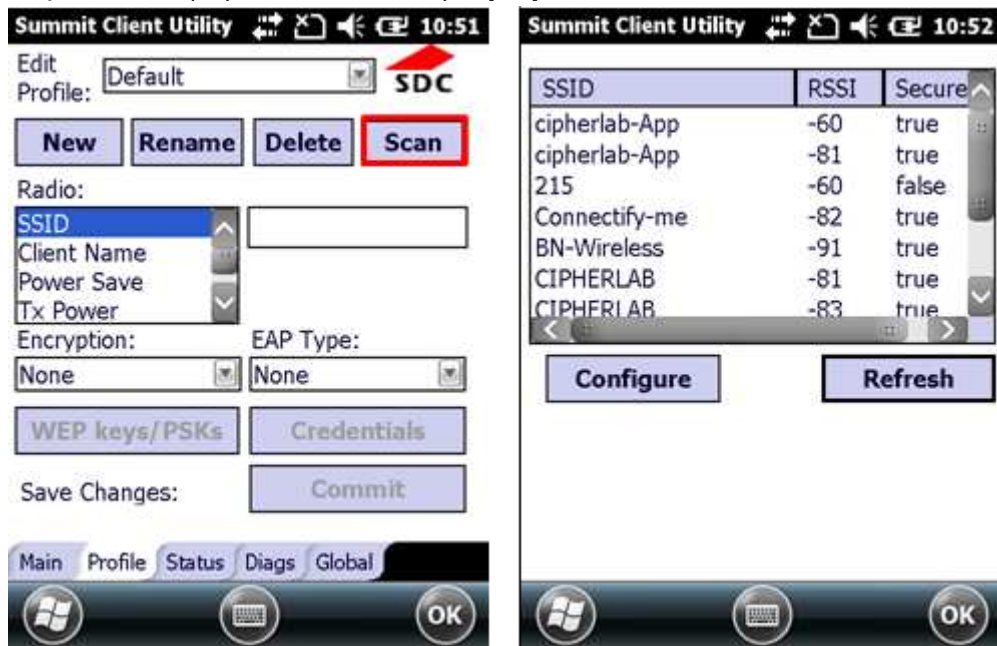 Summit Client Utility 10:51
Edit
Profile: Default
SDC
New Rename Delete Scan
Radio:
SSID
Client Name
Power Save
Tx Power
Encryption: EAP Type:
None None
WEP keys/PSKs Credentials
Save Changes: Commit
Main Profile Status Diags Global
OK
Summit Client Utility 10:52
SSID RSSI Secure
cipherlab-App -60 true
cipherlab-App -81 true
215 -60 false
Connectify-me -82 true
BN-Wireless -91 true
CIPHERLAB -81 true
CIPHERLAB -83 true
Configure Refresh
OK